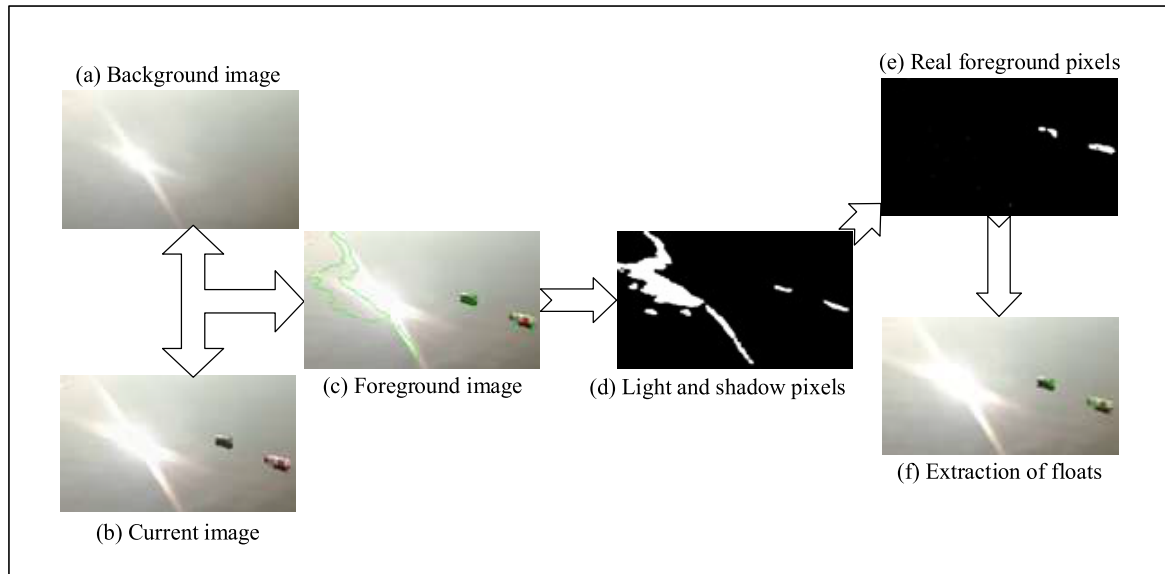 (a) Background image
(b) Current image
(c) Foreground image
(d) Light and shadow pixels
(e) Real foreground pixels
(f) Extraction of floats